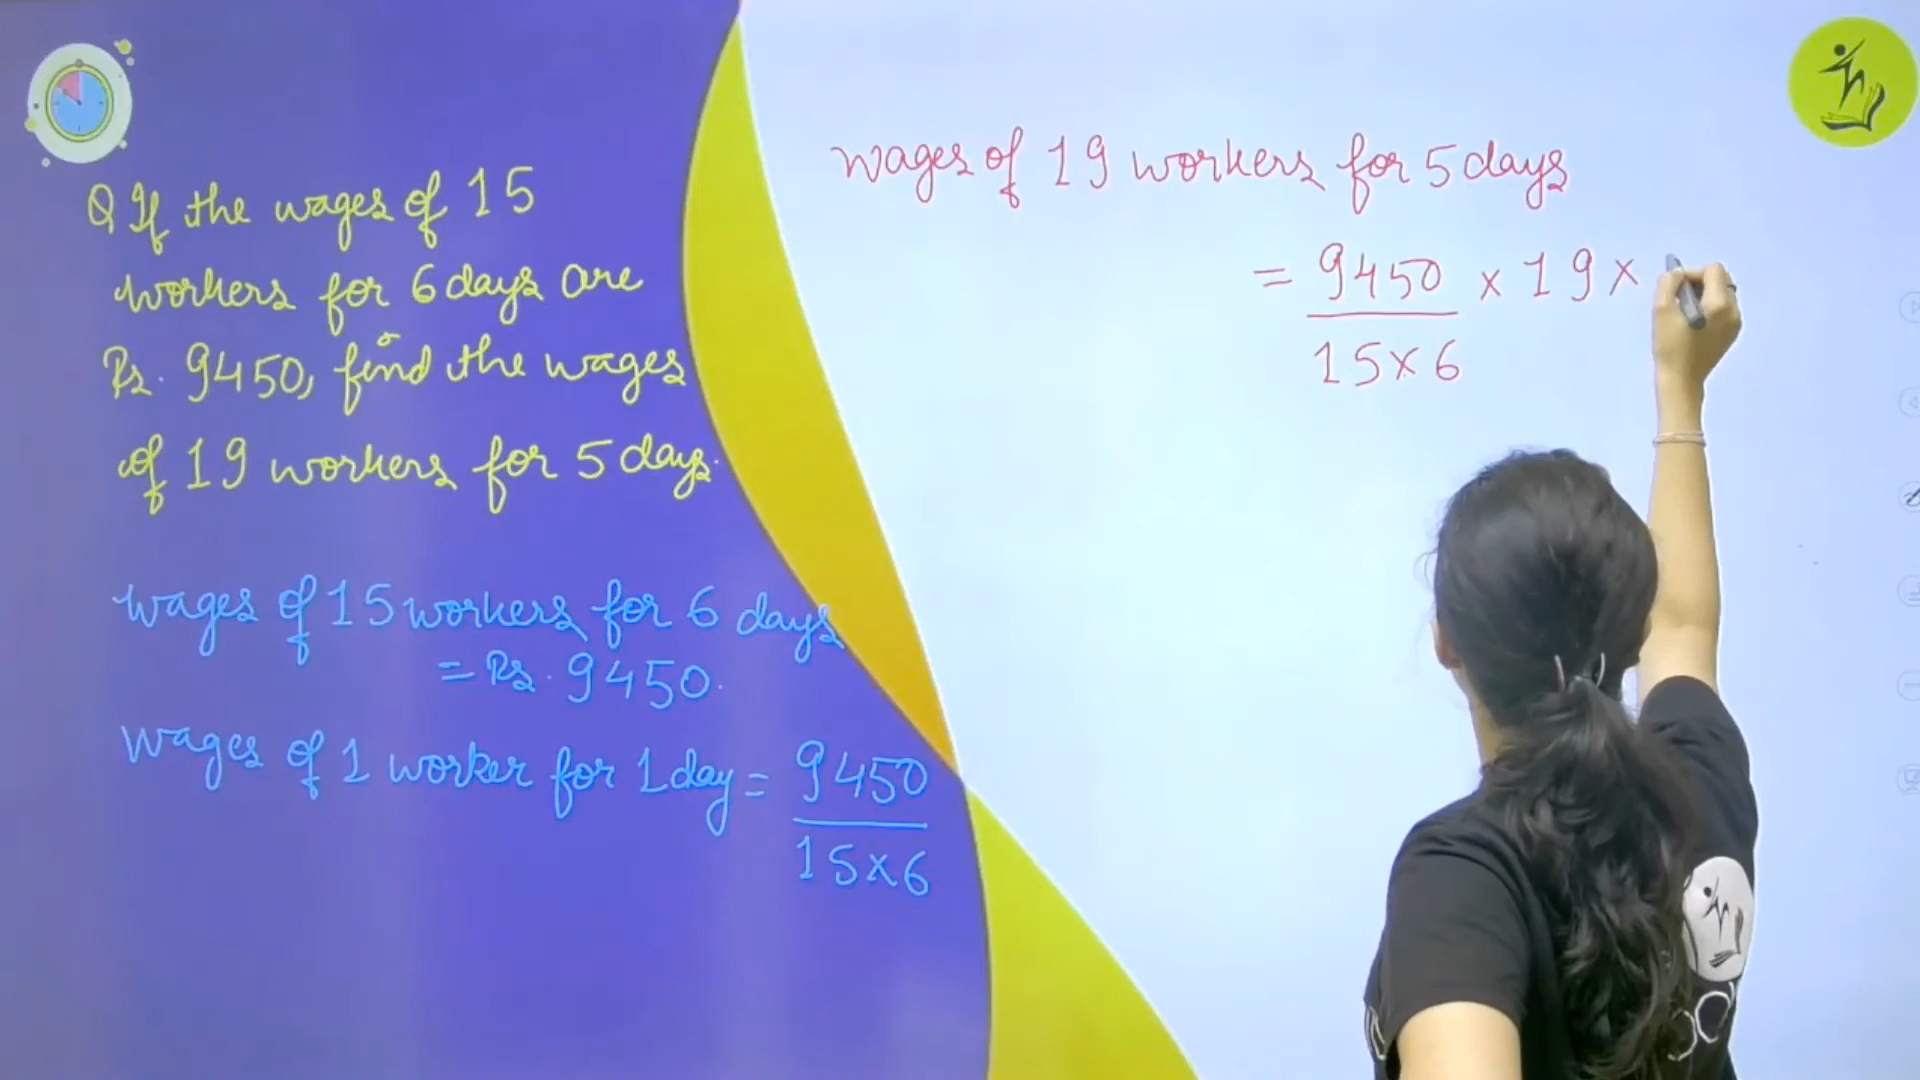 Q If the wages of 15
workers for 6 days are
Rs. 9450, find the wages
of 19 workers for 5 days.
wages of 15 workers for 6 days
= Rs. 9450.
wages of 1 worker for 1 day = 9450
15×6
wages of 19 workers for 5 days
= 9450 × 19 ×
15×6